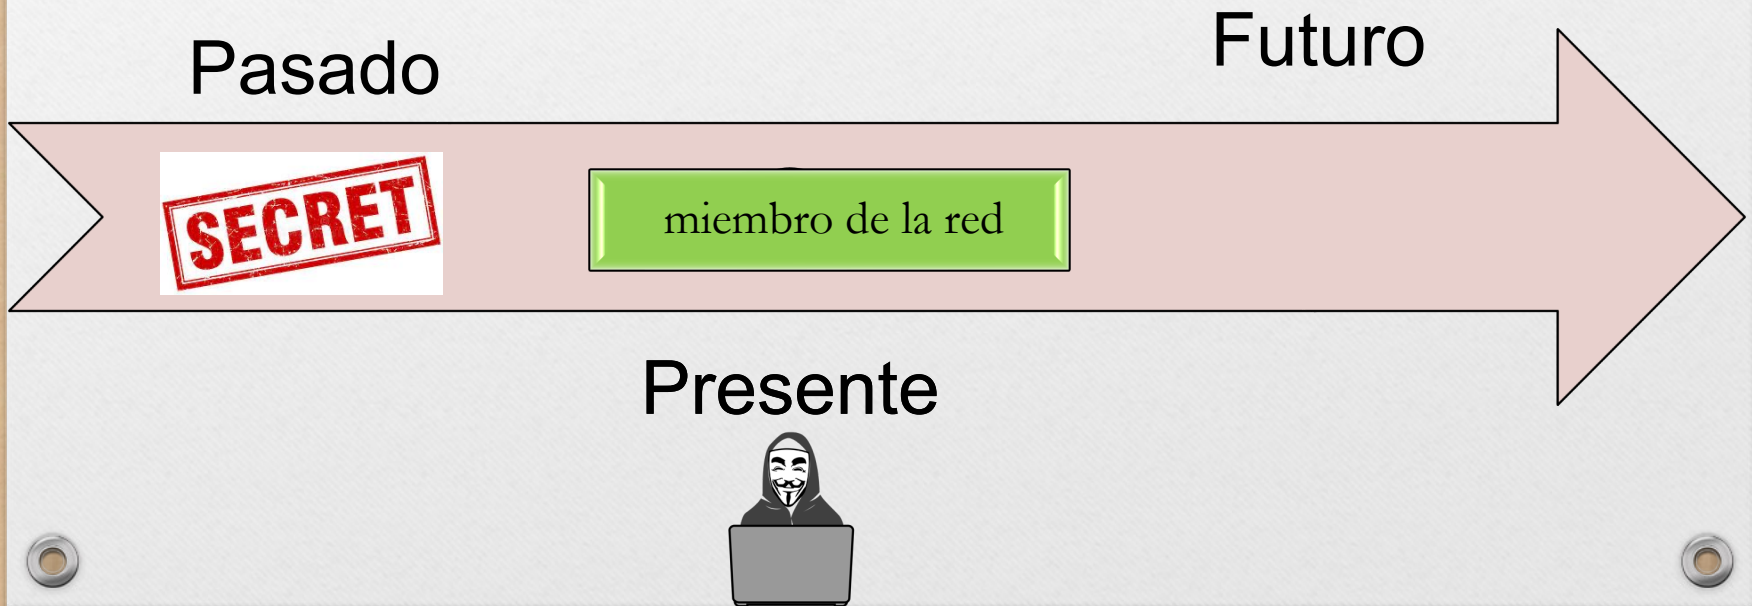 Pasado
Futuro
SECRET
miembro de la red
Presente